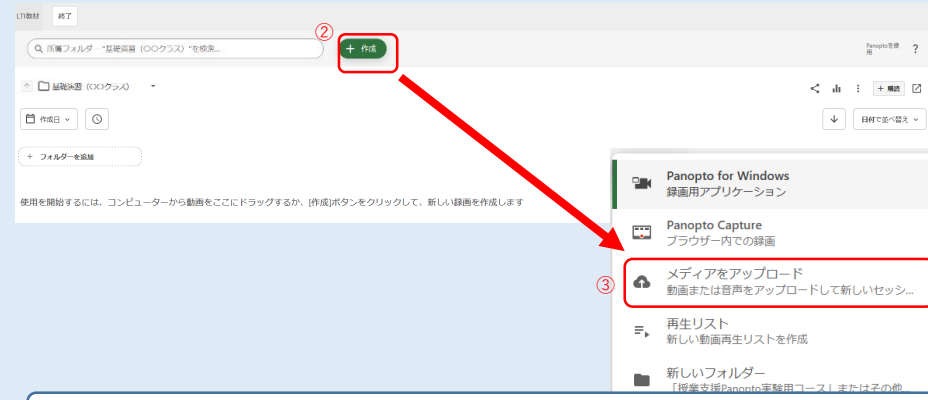 LTI教材 終了
②
所属フォルダー "基礎演習（〇〇クラス）"を検索...
+ 作成
Panoptoを使用
?
基礎演習（〇〇クラス）
+ 購読
作成日
日付で並べ替え
+ フォルダーを追加
使用を開始するには、コンピューターから動画をここにドラッグするか、[作成]ボタンをクリックして、新しい録画を作成します
Panopto for Windows
録画用アプリケーション
Panopto Capture
ブラウザー内での録画
③
メディアをアップロード
動画または音声をアップロードして新しいセッシ...
再生リスト
新しい動画再生リストを作成
新しいフォルダー
「授業支援Panopto実験用コース」またはその他